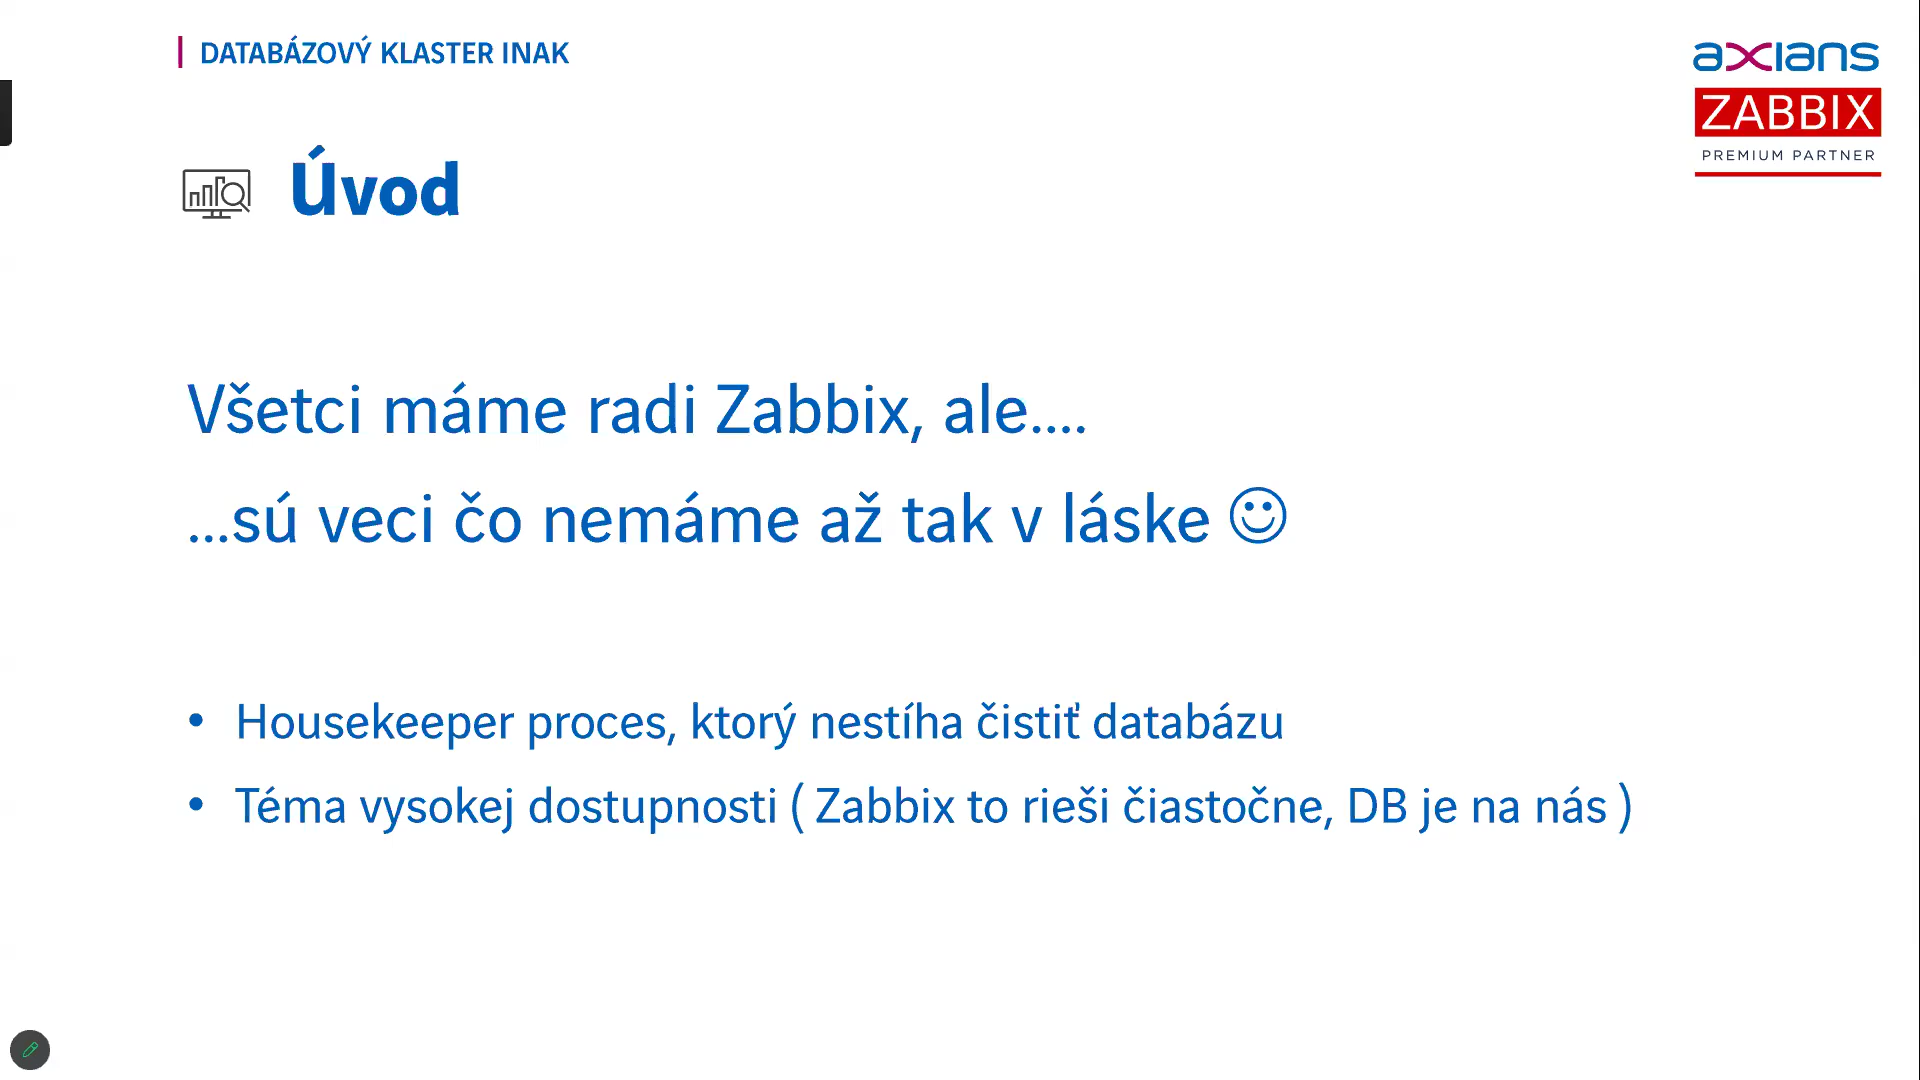 DATABÁZOVÝ KLASTER INAK
axians
ZABBIX
PREMIUM PARTNER
Úvod
Všetci máme radi Zabbix, ale....
...sú veci čo nemáme až tak v láske ☺
• Housekeeper proces, ktorý nestíha čistiť databázu
• Téma vysokej dostupnosti ( Zabbix to rieši čiastočne, DB je na nás )